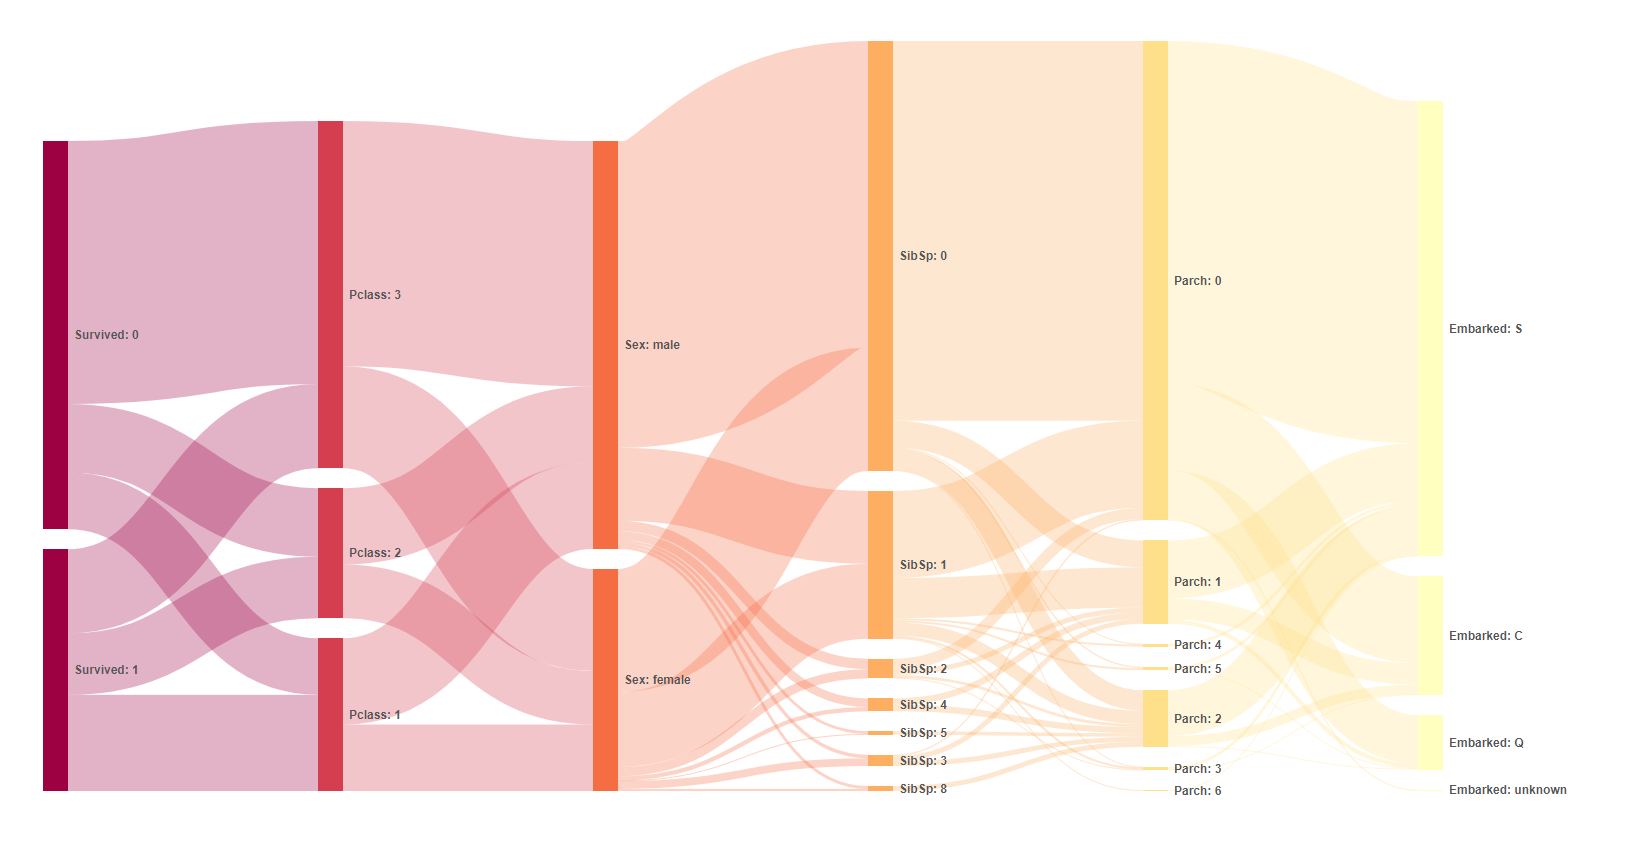 Survived: 0
Survived: 1
Pclass: 3
Pclass: 2
Pclass: 1
Sex: male
Sex: female
SibSp: 0
SibSp: 1
SibSp: 2
SibSp: 4
SibSp: 5
SibSp: 3
SibSp: 8
Parch: 0
Parch: 1
Parch: 4
Parch: 5
Parch: 2
Parch: 3
Parch: 6
Embarked: S
Embarked: C
Embarked: Q
Embarked: unknown